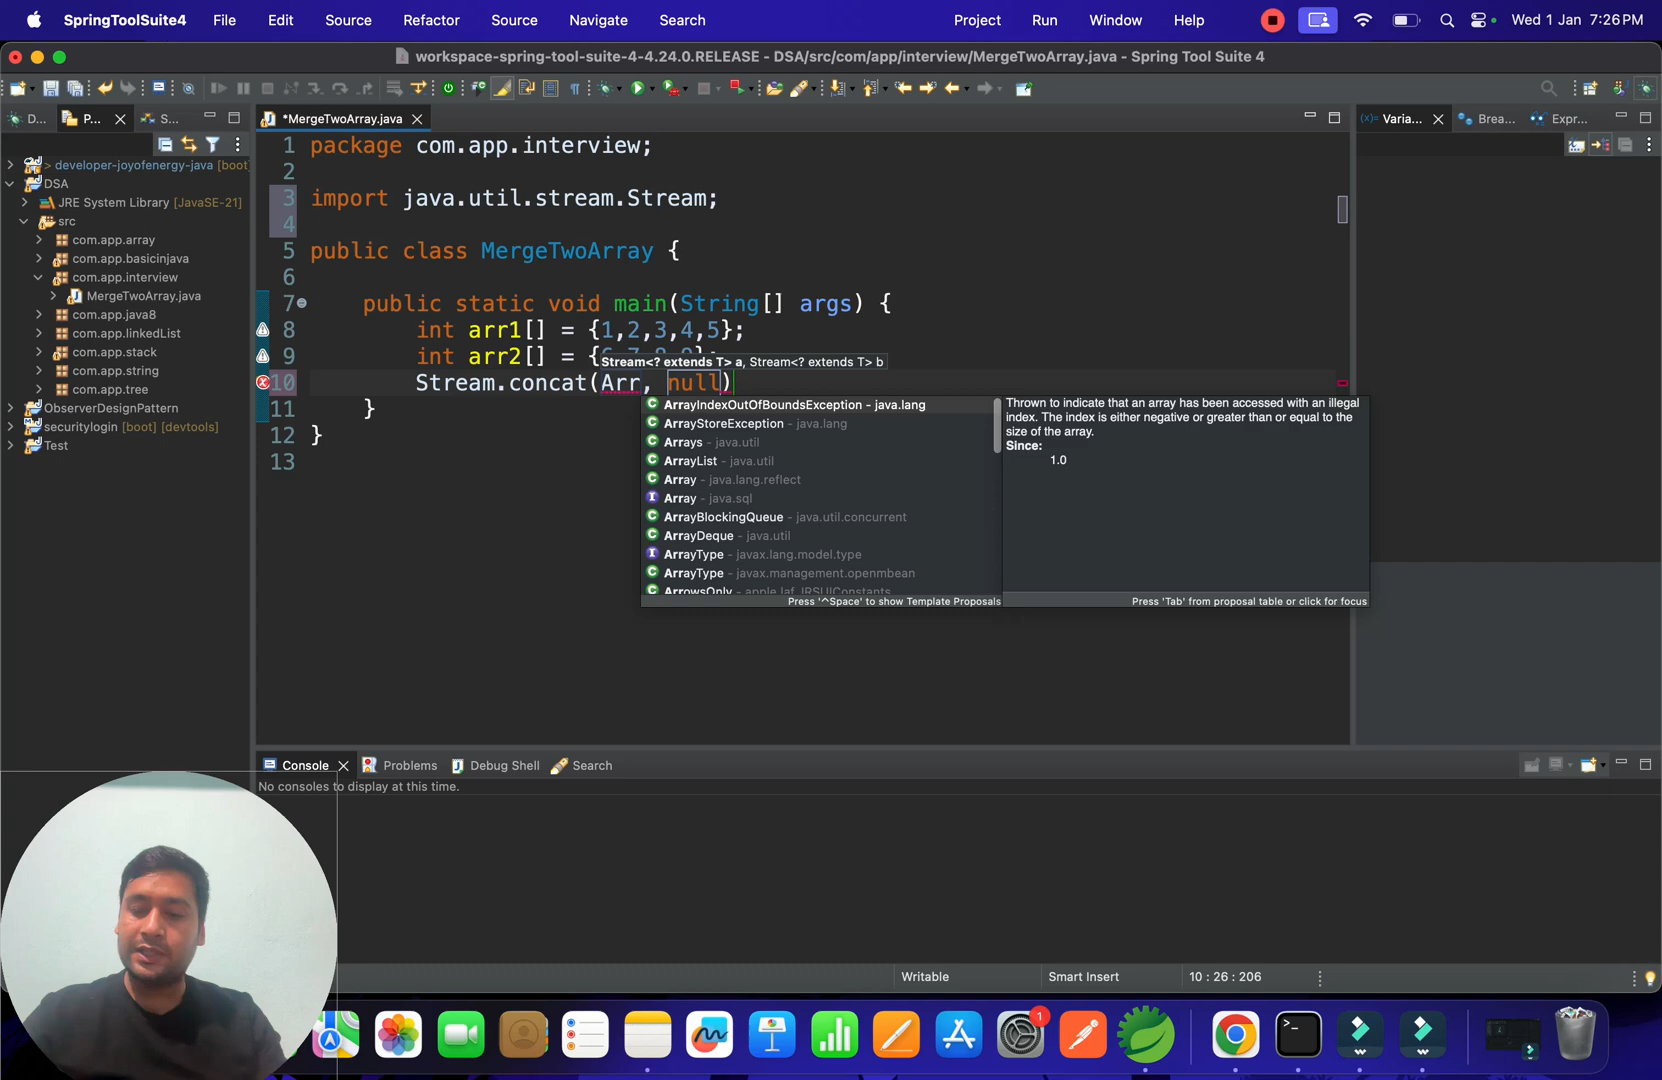 SpringToolSuite4 File Edit Source Refactor Source Navigate Search Project Run Window Help Wed 1 Jan 7:26 PM
workspace-spring-tool-suite-4-4.24.0.RELEASE - DSA/src/com/app/interview/MergeTwoArray.java - Spring Tool Suite 4
D... P... S...
*MergeTwoArray.java
Varia... Brea... Expr...
> developer-joyofenergy-java [boot]
DSA
JRE System Library [JavaSE-21]
src
com.app.array
com.app.basicinjava
com.app.interview
MergeTwoArray.java
com.app.java8
com.app.linkedList
com.app.stack
com.app.string
com.app.tree
ObserverDesignPattern
securitylogin [boot] [devtools]
Test
1 package com.app.interview;
2
3 import java.util.stream.Stream;
4
5 public class MergeTwoArray {
6
7 public static void main(String[] args) {
8 int arr1[] = {1,2,3,4,5};
9 int arr2[] = {
Stream<? extends T> a, Stream<? extends T> b
10 Stream.concat(Arr, null)
11 }
12 }
13
ArrayIndexOutOfBoundsException - java.lang
ArrayStoreException - java.lang
Arrays - java.util
ArrayList - java.util
Array - java.lang.reflect
Array - java.sql
ArrayBlockingQueue - java.util.concurrent
ArrayDeque - java.util
ArrayType - javax.lang.model.type
ArrayType - javax.management.openmbean
ArrowsOnly - apple.laf.JRSUIConstants
Press '^Space' to show Template Proposals
Thrown to indicate that an array has been accessed with an illegal
index. The index is either negative or greater than or equal to the
size of the array.
Since:
1.0
Press 'Tab' from proposal table or click for focus
Console Problems Debug Shell Search
No consoles to display at this time.
Writable Smart Insert 10 : 26 : 206
1